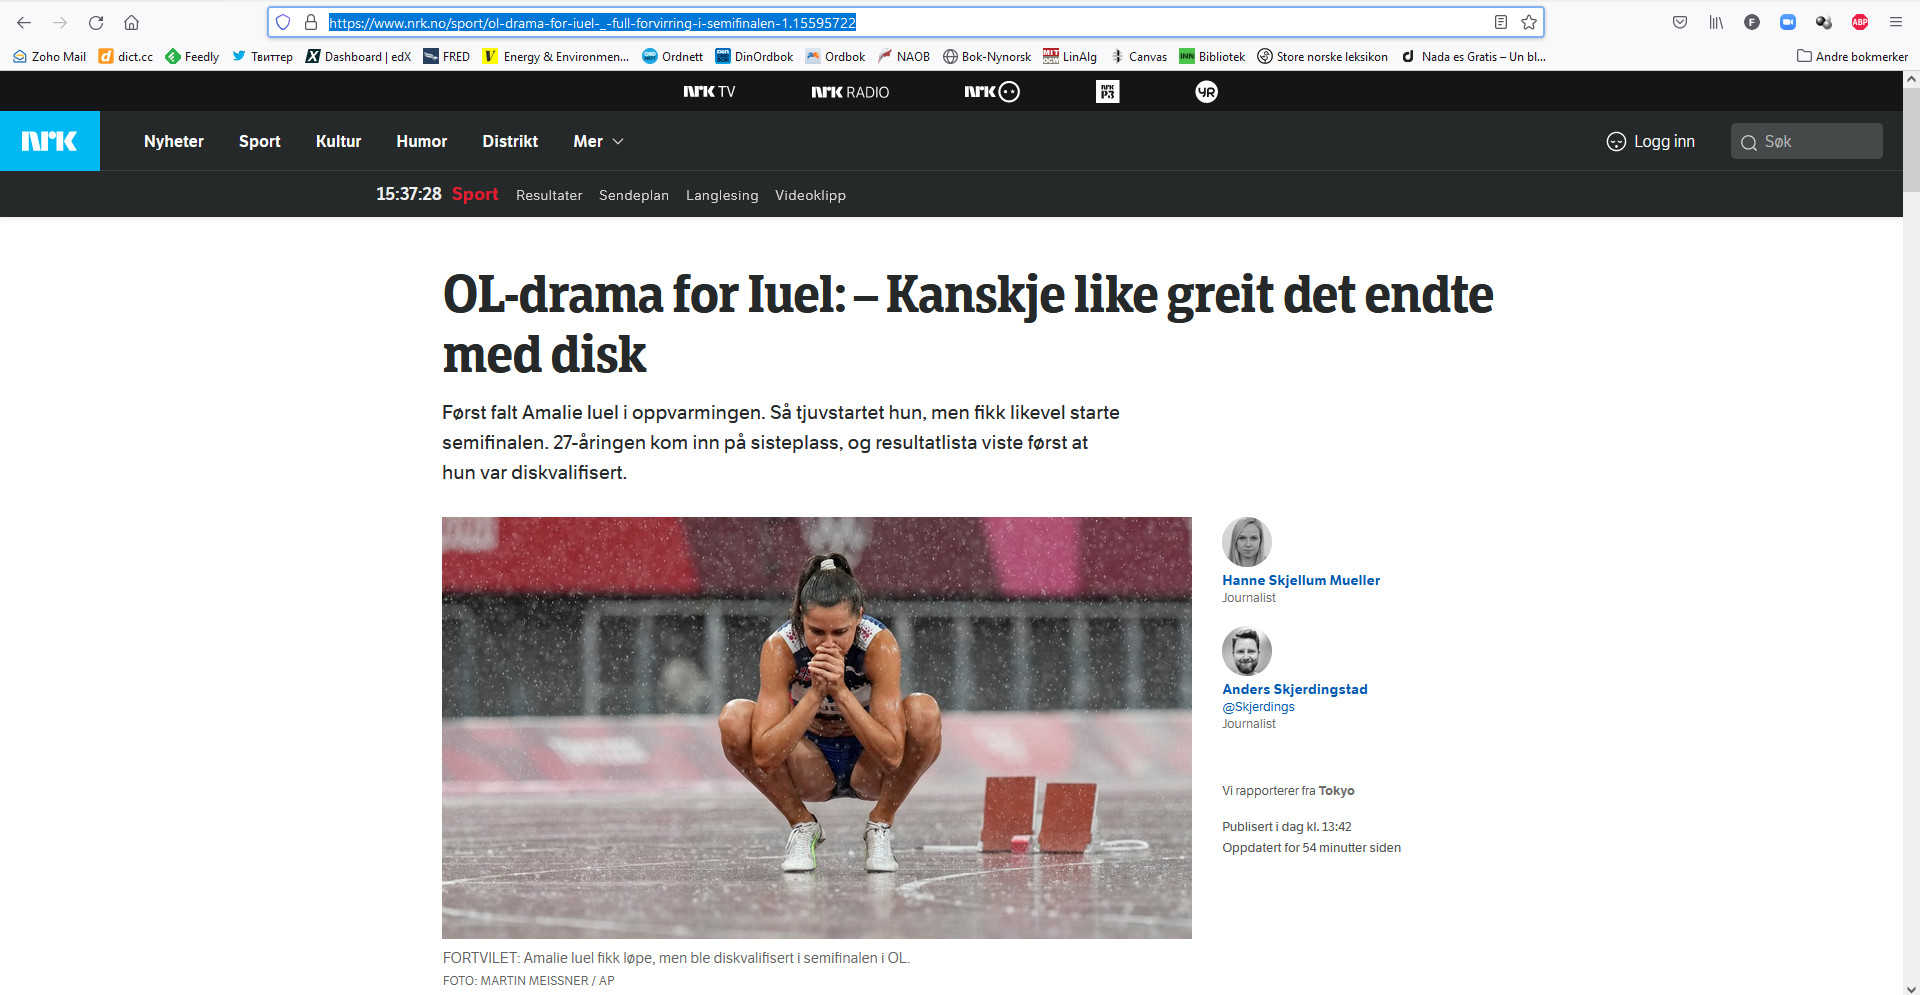 https://www.nrk.no/sport/ol-drama-for-iuel-_-full-forvirring-i-semifinalen-1.15595722
Zoho Mail dict.cc Feedly Твиттер Dashboard | edX FRED Energy & Environmen... Ordnett DinOrdbok Ordbok NAOB Bok-Nynorsk LinAlg Canvas Bibliotek Store norske leksikon Nada es Gratis – Un bl... Andre bokmerker
nrk TV nrk RADIO nrk nrk P3 YR
nrk Nyheter Sport Kultur Humor Distrikt Mer Logg inn Søk
15:37:28 Sport Resultater Sendeplan Langlesing Videoklipp
OL-drama for Iuel: – Kanskje like greit det endte
med disk
Først falt Amalie Iuel i oppvarmingen. Så tjuvstartet hun, men fikk likevel starte
semifinalen. 27-åringen kom inn på sisteplass, og resultatlista viste først at
hun var diskvalifisert.
Hanne Skjellum Mueller
Journalist
Anders Skjerdingstad
@Skjerdings
Journalist
Vi rapporterer fra Tokyo
Publisert i dag kl. 13:42
Oppdatert for 54 minutter siden
FORTVILET: Amalie Iuel fikk løpe, men ble diskvalifisert i semifinalen i OL.
FOTO: MARTIN MEISSNER / AP